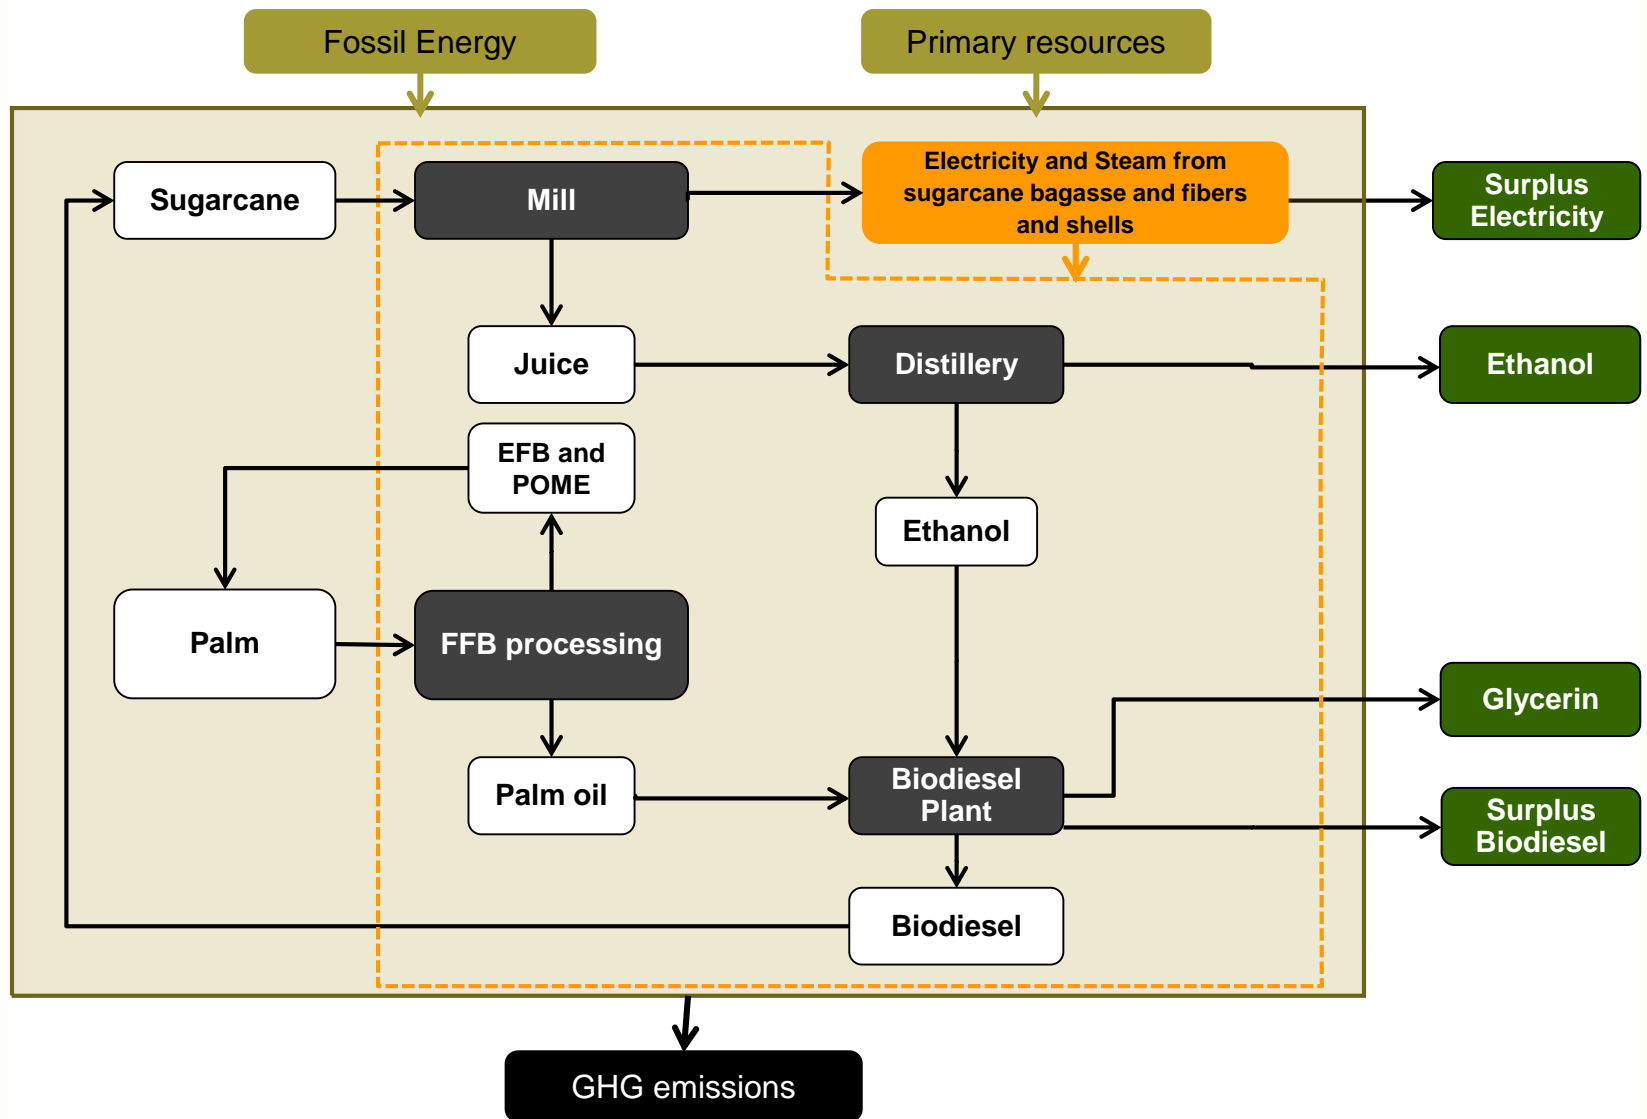 Fossil Energy
Primary resources
Sugarcane
Mill
Electricity and Steam from
sugarcane bagasse and fibers
and shells
Surplus
Electricity
Juice
Distillery
Ethanol
EFB and
POME
Ethanol
Palm
FFB processing
Glycerin
Palm oil
Biodiesel
Plant
Surplus
Biodiesel
Biodiesel
GHG emissions